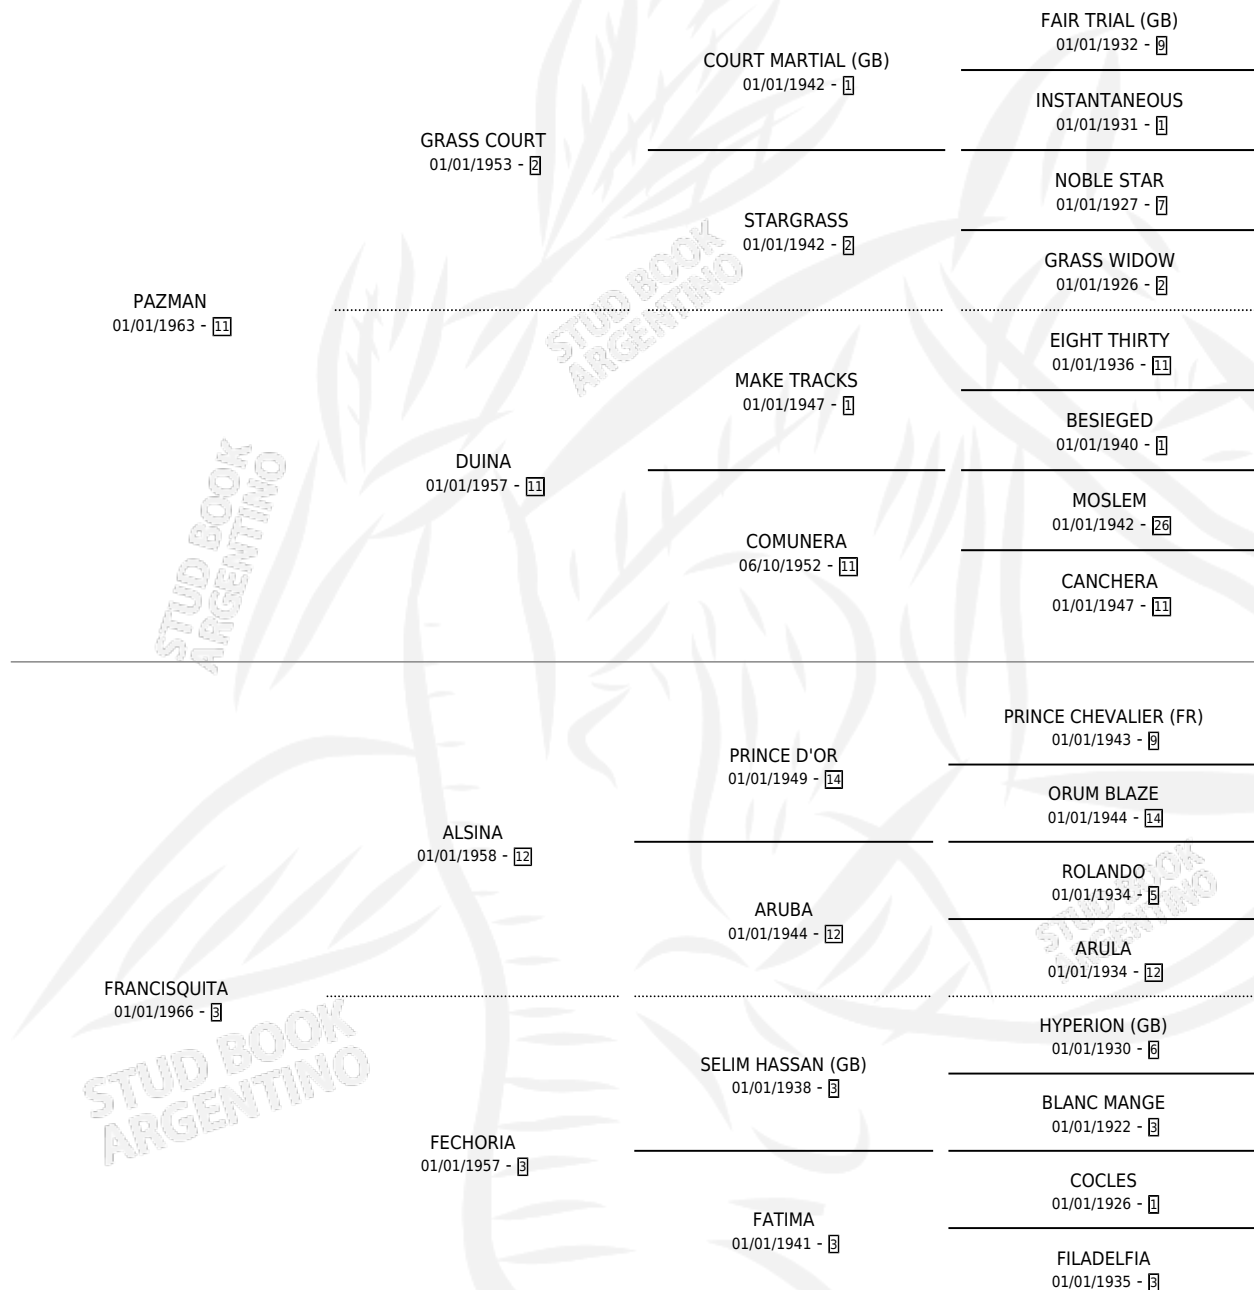 FAIR TRIAL (GB)
01/01/1932 - 9
COURT MARTIAL (GB)
01/01/1942 - 1
INSTANTANEOUS
01/01/1931 - 1
GRASS COURT
01/01/1953 - 2
NOBLE STAR
01/01/1927 - 7
STARGRASS
01/01/1942 - 2
GRASS WIDOW
01/01/1926 - 2
PAZMAN
01/01/1963 - 11
EIGHT THIRTY
01/01/1936 - 11
MAKE TRACKS
01/01/1947 - 1
BESIEGED
01/01/1940 - 1
DUINA
01/01/1957 - 11
MOSLEM
01/01/1942 - 26
COMUNERA
06/10/1952 - 11
CANCHERA
01/01/1947 - 11
PRINCE CHEVALIER (FR)
01/01/1943 - 9
PRINCE D'OR
01/01/1949 - 14
ORUM BLAZE
01/01/1944 - 14
ALSINA
01/01/1958 - 12
ROLANDO
01/01/1934 - 5
ARUBA
01/01/1944 - 12
ARULA
01/01/1934 - 12
FRANCISQUITA
01/01/1966 - 3
HYPERION (GB)
01/01/1930 - 6
SELIM HASSAN (GB)
01/01/1938 - 3
BLANC MANGE
01/01/1922 - 3
FECHORIA
01/01/1957 - 3
COCLES
01/01/1926 - 1
FATIMA
01/01/1941 - 3
FILADELFIA
01/01/1935 - 3
STUD BOOK
ARGENTINO
STUD BOOK
ARGENTINO
STUD BOOK
ARGENTINO
STUD BOOK
ARGENTINO